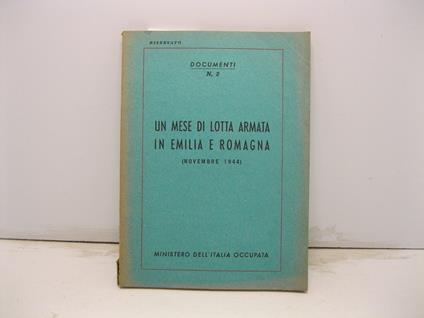 RISERVATO
DOCUMENTI
N. 2
UN MESE DI LOTTA ARMATA
IN EMILIA E ROMAGNA
(NOVEMBRE 1944)
MINISTERO DELL'ITALIA OCCUPATA